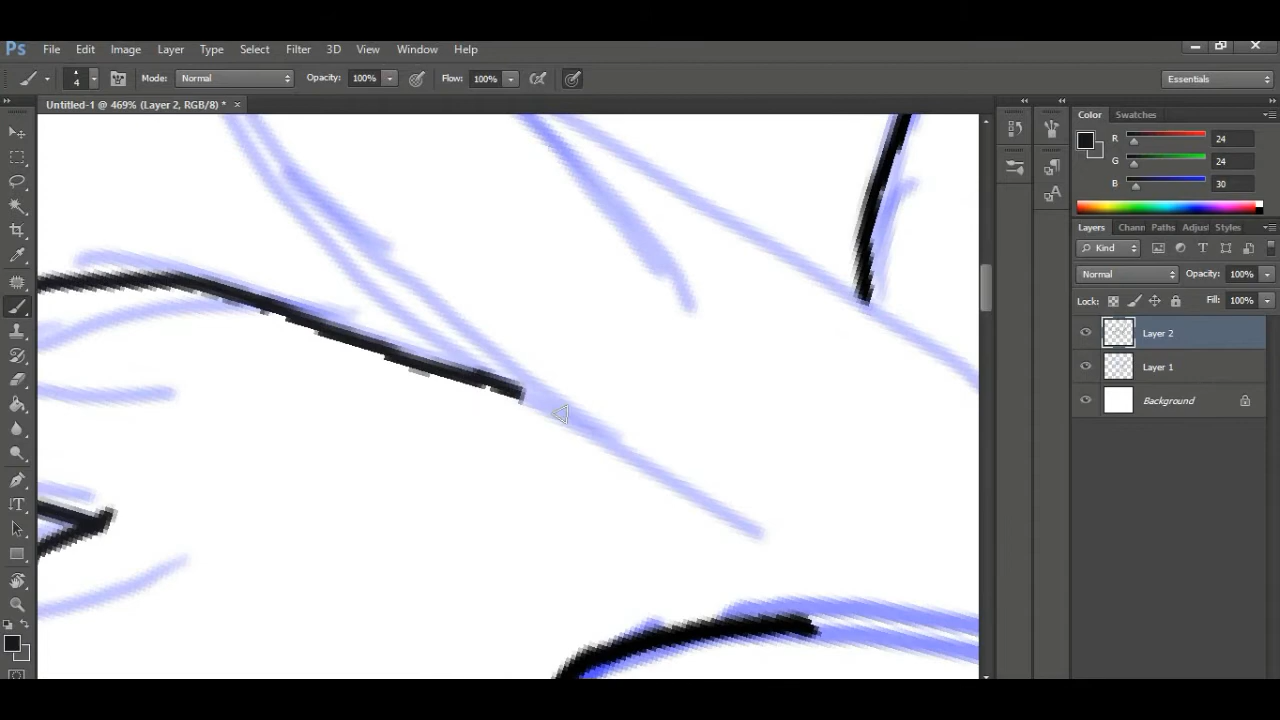 Ps File Edit Image Layer Type Select Filter 3D View Window Help
4 Mode: Normal Opacity: 100% Flow: 100% Essentials
Untitled-1 @ 469% (Layer 2, RGB/8) * ×
Color Swatches
R 24
G 24
B 30
Layers Chann Paths Adjus Styles
Kind
Normal Opacity: 100%
Lock: Fill: 100%
Layer 2
Layer 1
Background